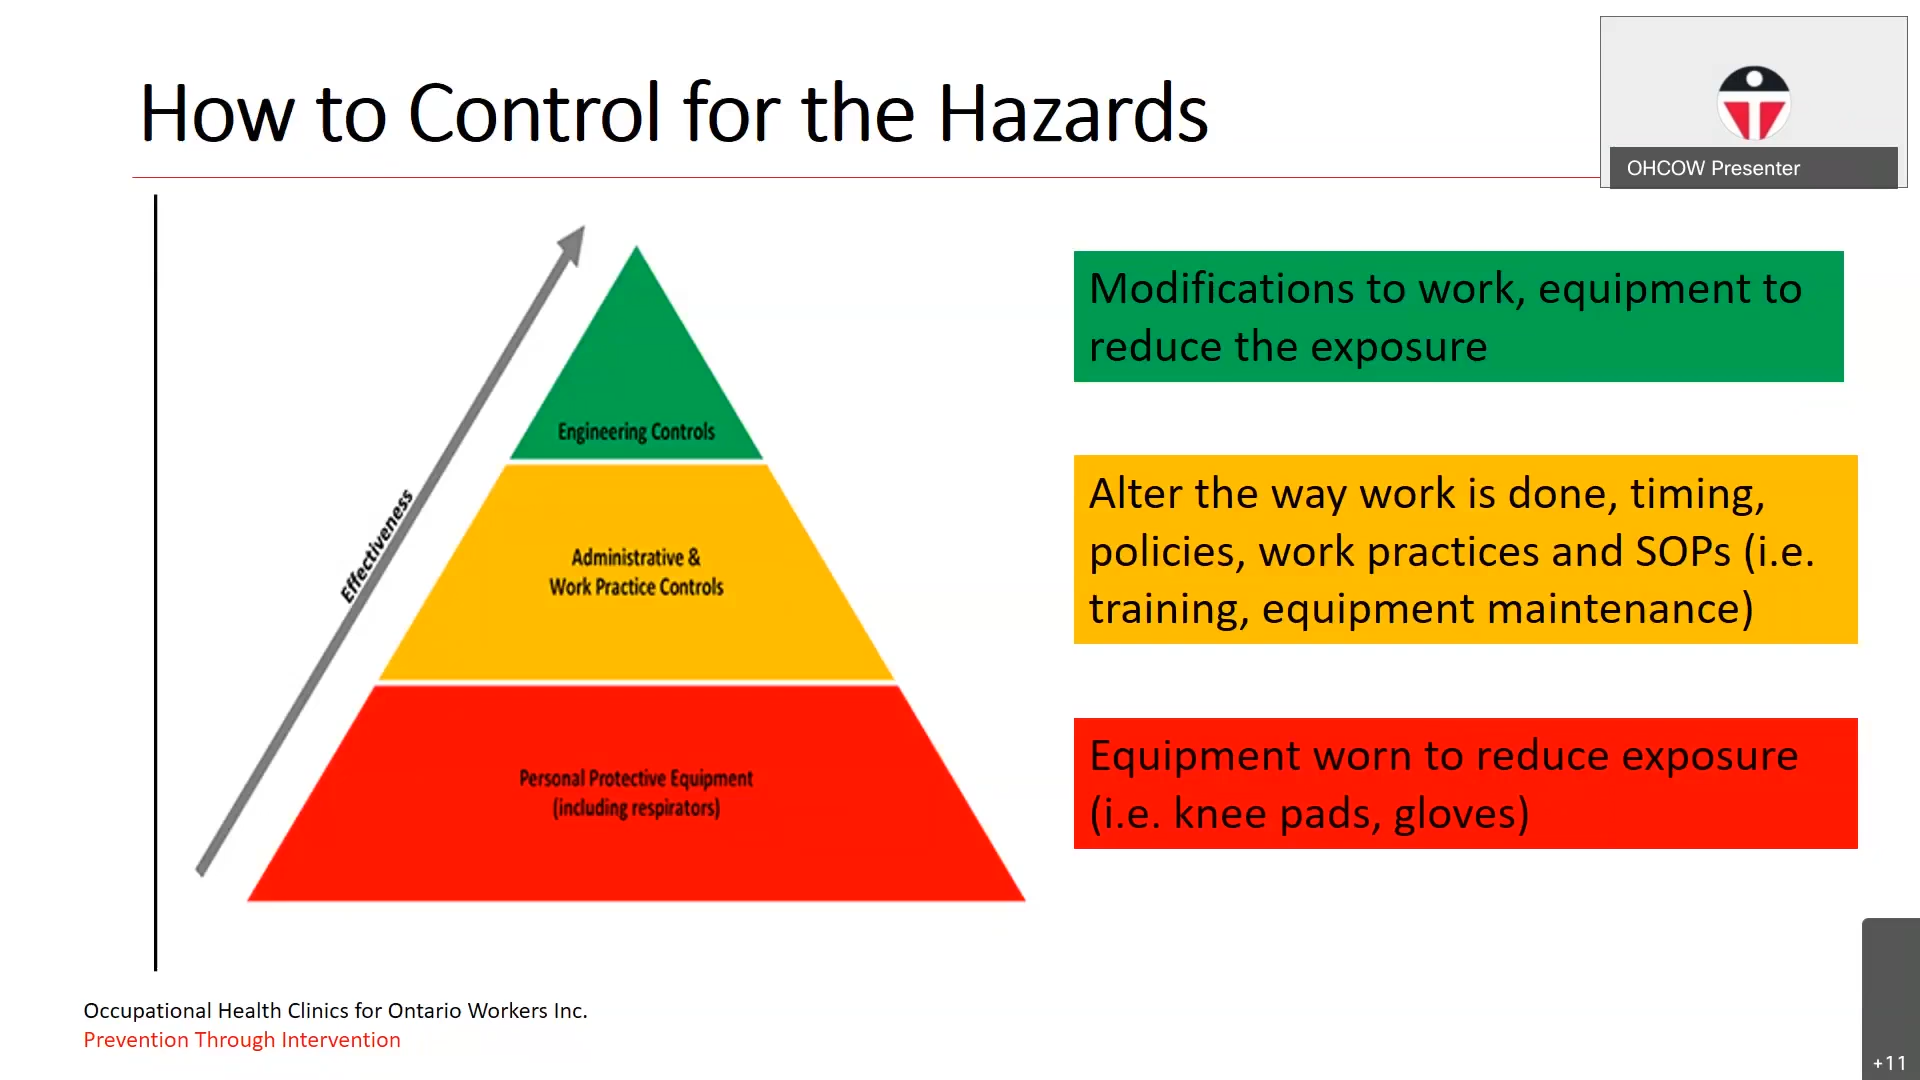 How to Control for the Hazards
OHCOW Presenter
Effectiveness
Engineering Controls
Administrative &
Work Practice Controls
Personal Protective Equipment
(including respirators)
Modifications to work, equipment to
reduce the exposure
Alter the way work is done, timing,
policies, work practices and SOPs (i.e.
training, equipment maintenance)
Equipment worn to reduce exposure
(i.e. knee pads, gloves)
Occupational Health Clinics for Ontario Workers Inc.
Prevention Through Intervention
+11